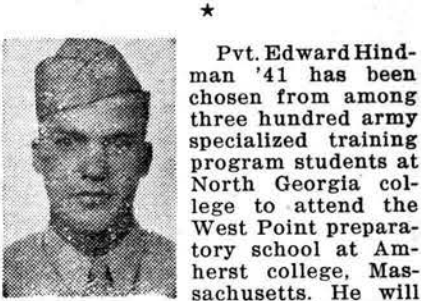 Pvt. Edward Hind-
man '41 has been
chosen from among
three hundred army
specialized training
program students at
North Georgia col-
lege to attend the
West Point prepara-
tory school at Am-
herst college, Mas-
sachusetts. He will